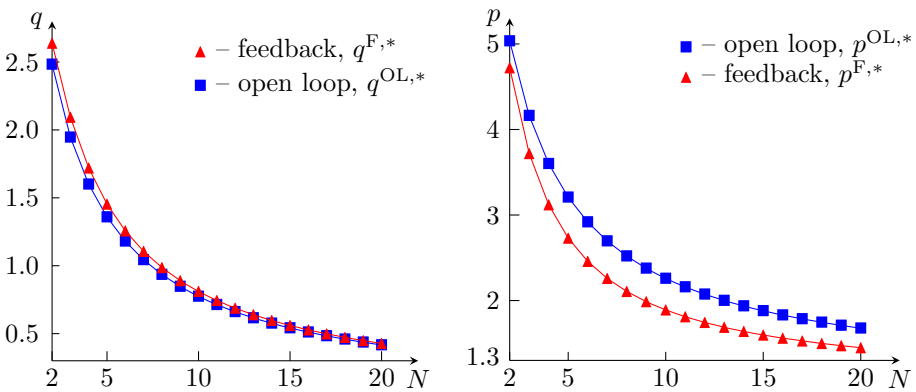 q
– feedback, q^{F,*}
– open loop, q^{OL,*}
2.5
2.0
1.5
1.0
0.5
2 5 10 15 20 N
p
– open loop, p^{OL,*}
– feedback, p^{F,*}
5
4
3
2
1.3
2 5 10 15 20 N